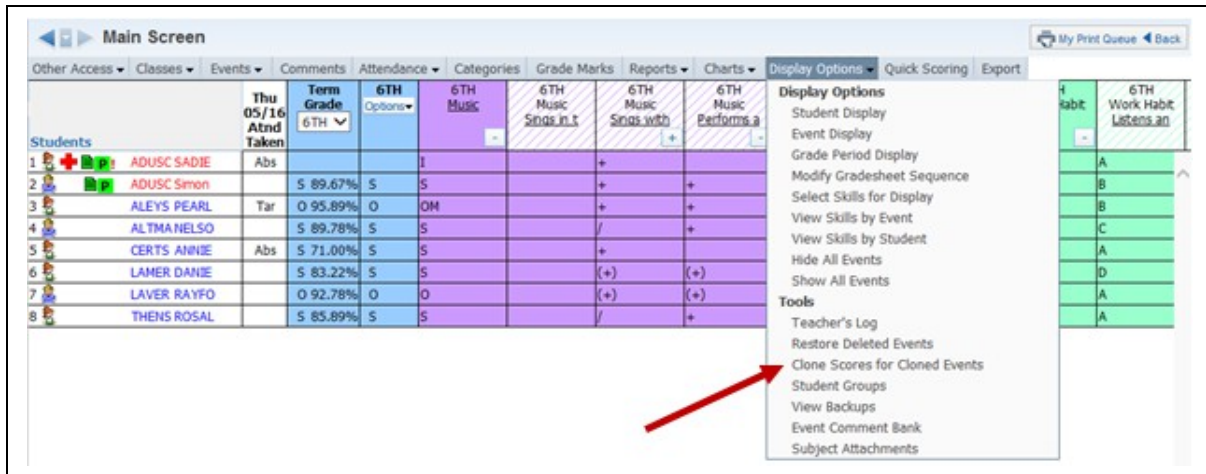 Main Screen
My Print Queue Back
Other Access Classes Events Comments Attendance Categories Grade Marks Reports Charts Display Options Quick Scoring Export
Students
Thu
05/16
Atnd
Taken
Term
Grade
6TH
6TH
Options
6TH
Music
-
6TH
Music
Sings in t
6TH
Music
Sings with
+
6TH
Music
Performs a
Habit
-
6TH
Work Habit
Listens an
1 P ! ADUSC SADIE Abs I + A
2 P ADUSC Simon S 89.67% S S + + B
3 ALEYS PEARL Tar O 95.89% O OM + + B
4 ALTMA NELSO S 89.78% S S / + C
5 CERTS ANNIE Abs S 71.00% S S + A
6 LAMER DANIE S 83.22% S S (+) (+) D
7 LAVER RAYFO O 92.78% O O (+) (+) A
8 THENS ROSAL S 85.89% S S / + A
Display Options
Student Display
Event Display
Grade Period Display
Modify Gradesheet Sequence
Select Skills for Display
View Skills by Event
View Skills by Student
Hide All Events
Show All Events
Tools
Teacher's Log
Restore Deleted Events
Clone Scores for Cloned Events
Student Groups
View Backups
Event Comment Bank
Subject Attachments